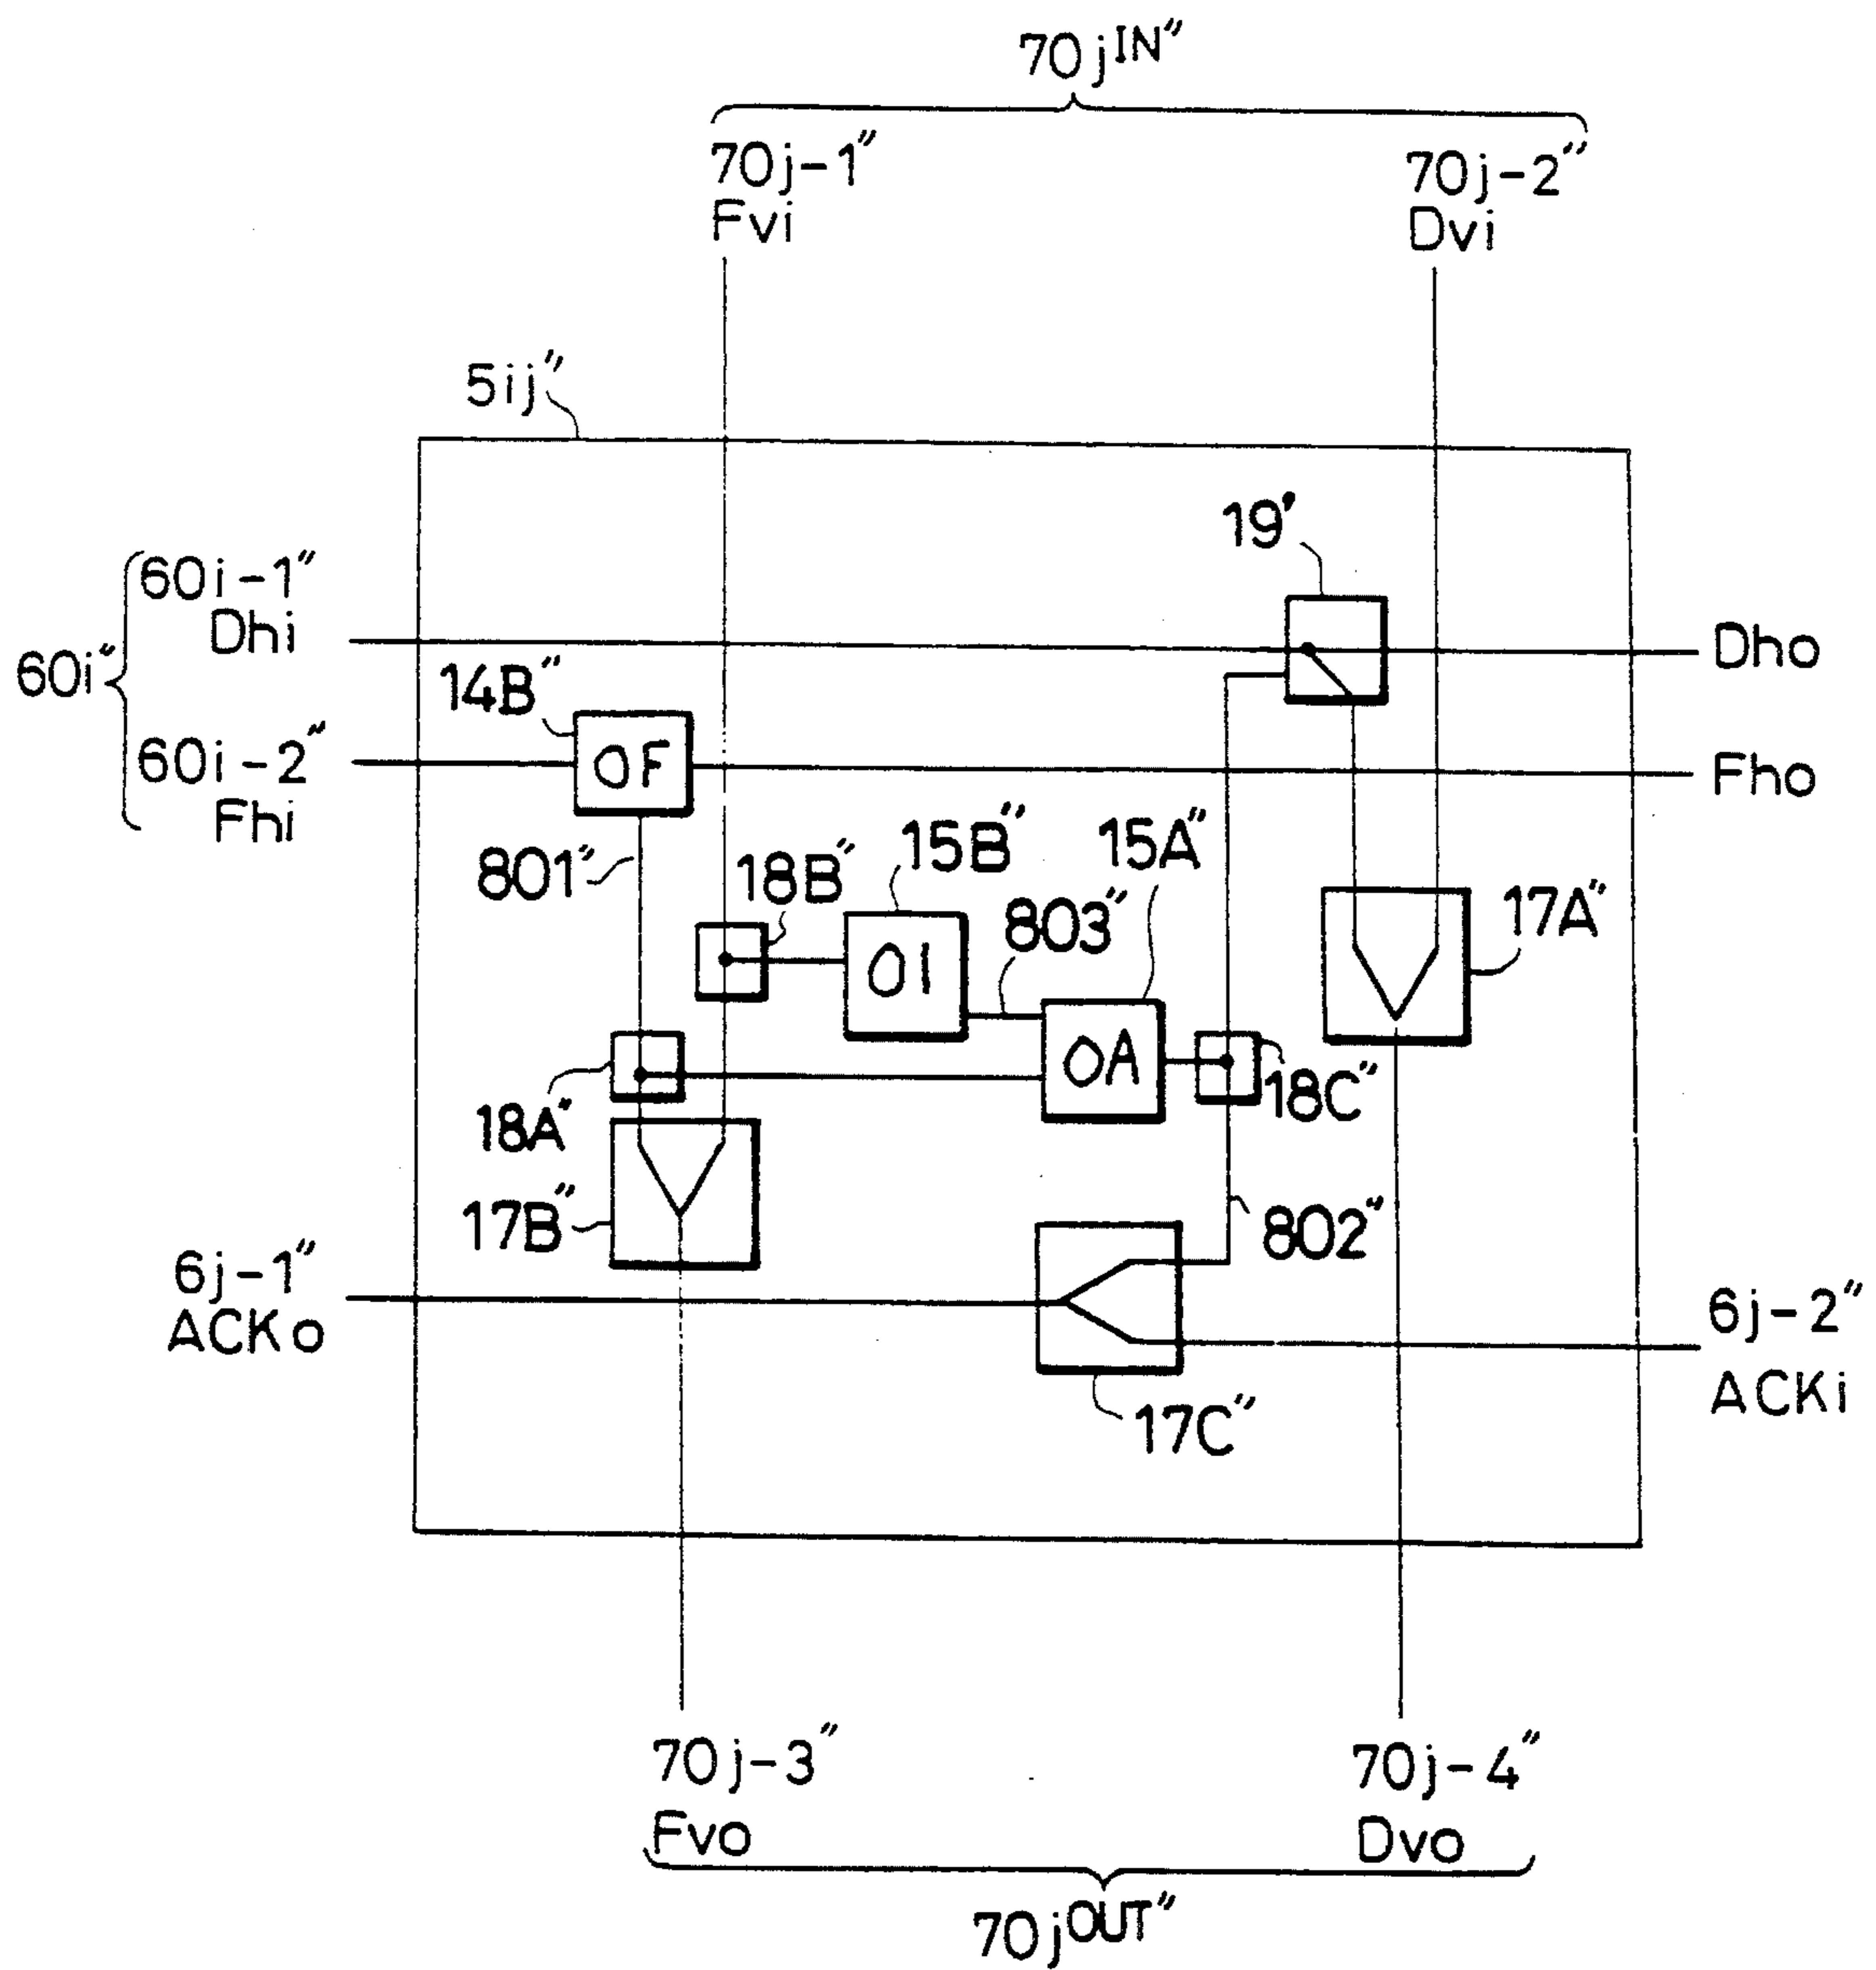 70jIN"
70j-1"
Fvi
70j-2"
Dvi
5ij"
19'
60i-1"
Dhi
Dho
60i"
14B"
OF
60i-2"
Fhi
Fho
801"
18B"
15B"
15A"
803"
17A"
OI
OA
18A"
18C"
17B"
802"
6j-1"
ACKo
6j-2"
ACKi
17C"
70j-3"
Fvo
70j-4"
Dvo
70jOUT"